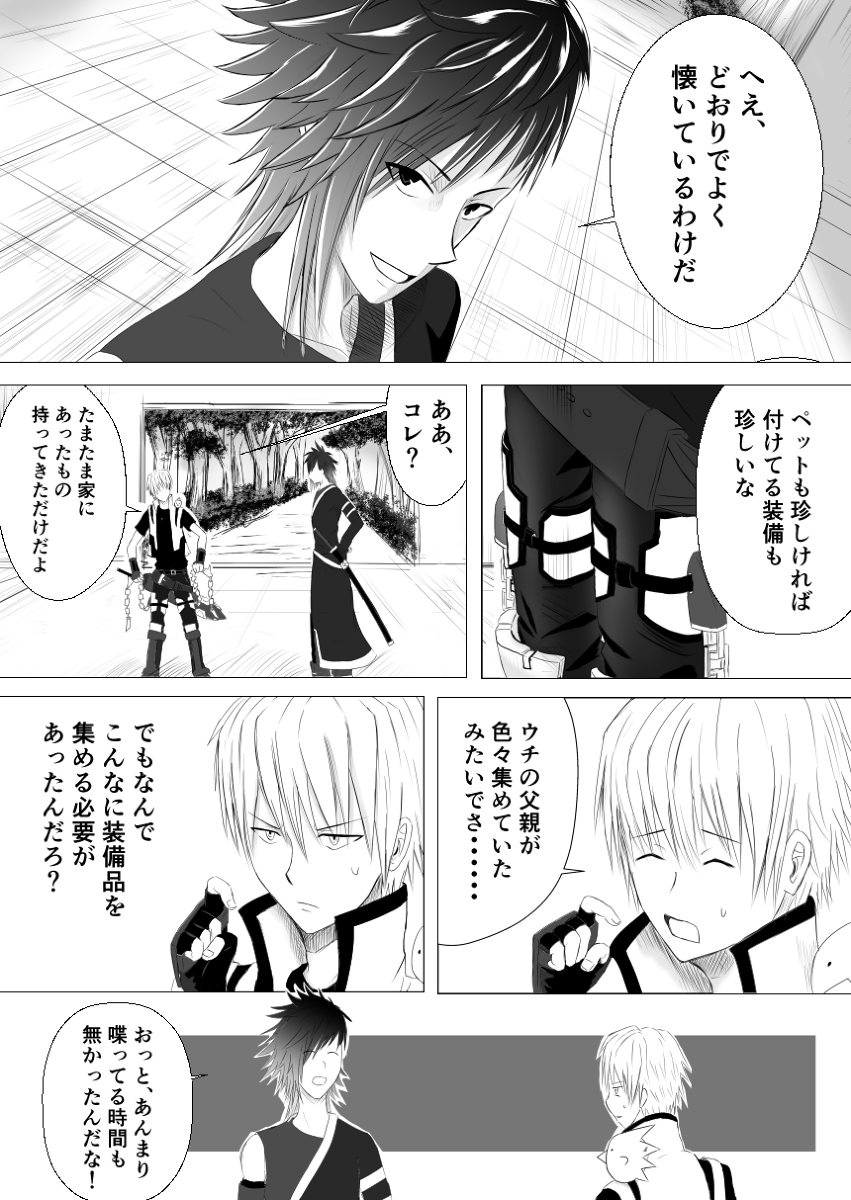 へえ、
どおりでよく
懐いているわけだ
ペットも珍しければ
付けてる装備も
珍しいな
ああ、
コレ?
たまたま家に
あったもの
持ってきただけだよ
ウチの父親が
色々集めていた
みたいでさ・・・・・・
でもなんで
こんなに装備品を
集める必要が
あったんだろ?
おっと、あんまり
喋ってる時間も
無かったんだな!